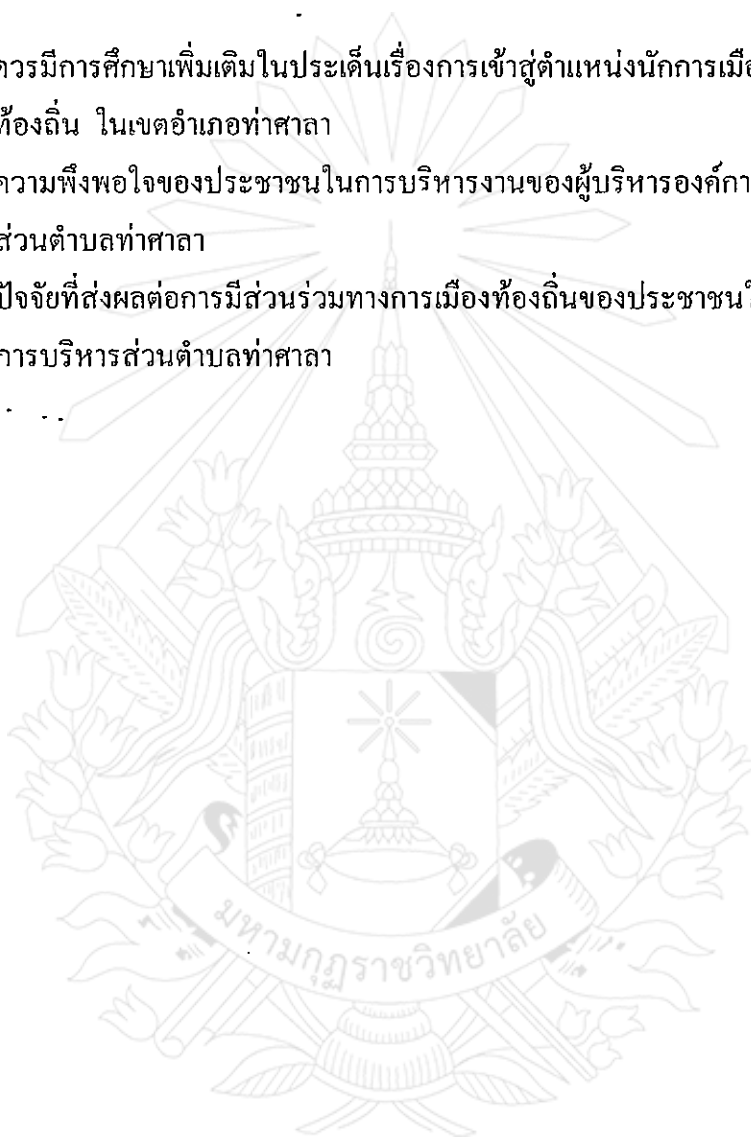 ควรมีการศึกษาเพิ่มเติมในประเด็นเรื่องการเข้าสู่ตำแหน่งนักการเมือ
ท้องถิ่น ในเขตอำเภอท่าศาลา
ความพึงพอใจของประชาชนในการบริหารงานของผู้บริหารองค์กา
ส่วนตำบลท่าศาลา
ปัจจัยที่ส่งผลต่อการมีส่วนร่วมทางการเมืองท้องถิ่นของประชาชนใ
การบริหารส่วนตำบลท่าศาลา
มหามกุฏราชวิทยาลัย